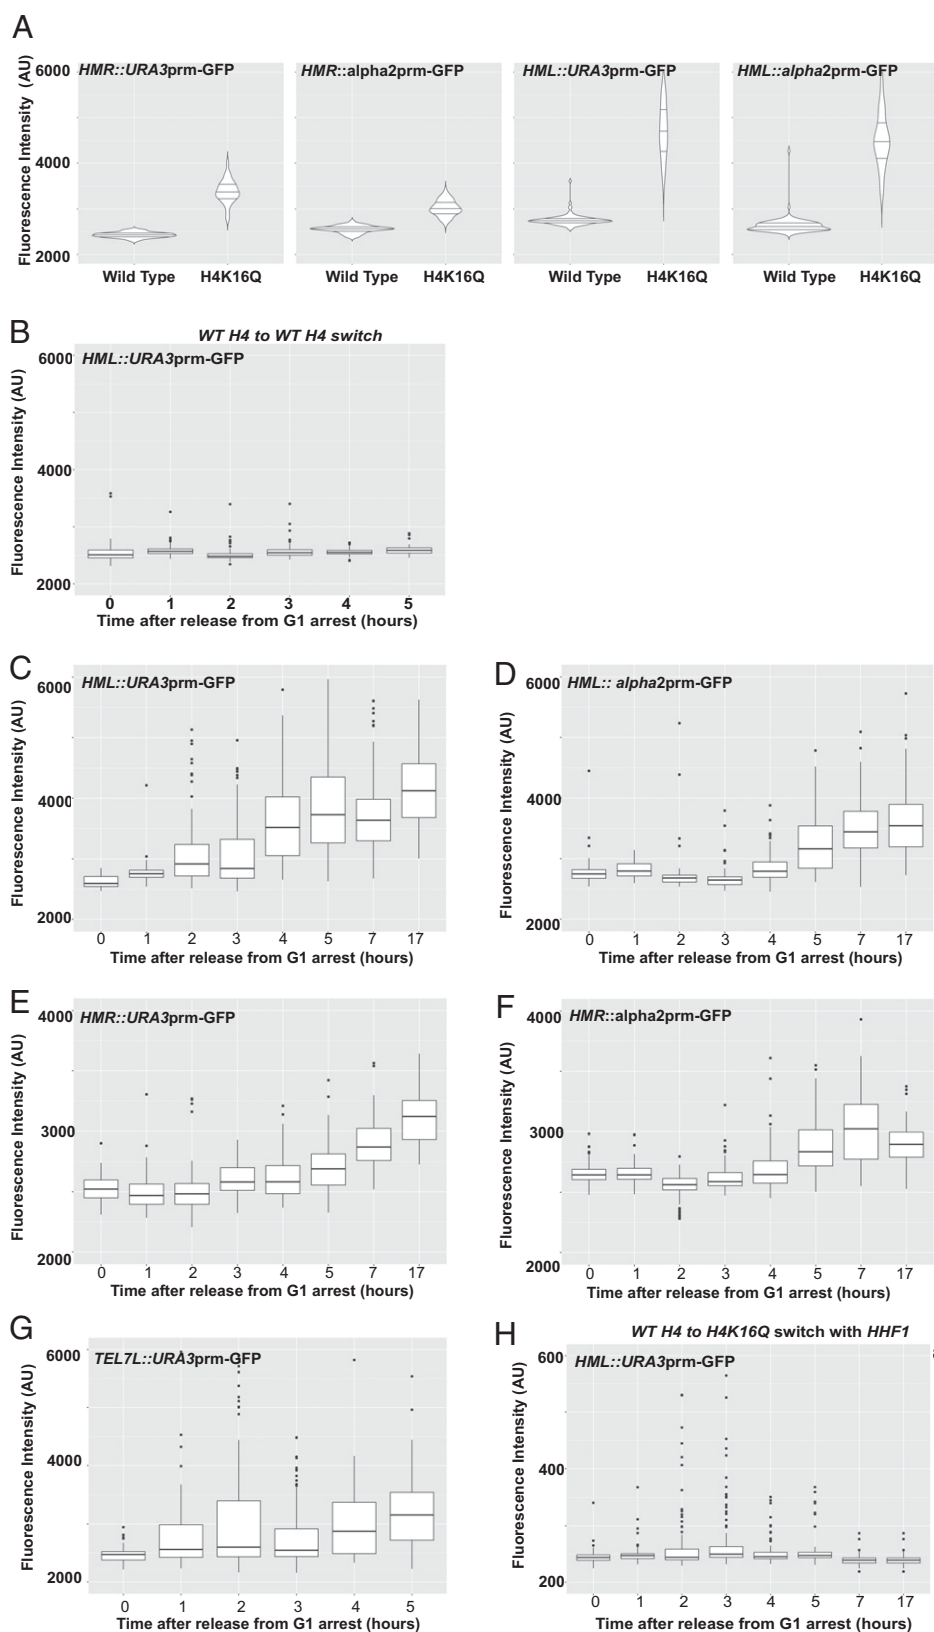 A
HMR::URA3prm-GFP
HMR::alpha2prm-GFP
HML::URA3prm-GFP
HML::alpha2prm-GFP
Fluorescence Intensity (AU)
6000
4000
2000
Wild Type H4K16Q Wild Type H4K16Q Wild Type H4K16Q Wild Type H4K16Q
B
WT H4 to WT H4 switch
HML::URA3prm-GFP
Fluorescence Intensity (AU)
6000
4000
2000
0 1 2 3 4 5
Time after release from G1 arrest (hours)
C
HML::URA3prm-GFP
Fluorescence Intensity (AU)
6000
4000
2000
0 1 2 3 4 5 7 17
Time after release from G1 arrest (hours)
D
HML:: alpha2prm-GFP
Fluorescence Intensity (AU)
6000
4000
2000
0 1 2 3 4 5 7 17
Time after release from G1 arrest (hours)
E
HMR::URA3prm-GFP
Fluorescence Intensity (AU)
4000
3000
2000
0 1 2 3 4 5 7 17
Time after release from G1 arrest (hours)
F
HMR::alpha2prm-GFP
Fluorescence Intensity (AU)
4000
3000
2000
0 1 2 3 4 5 7 17
Time after release from G1 arrest (hours)
G
TEL7L::URA3prm-GFP
Fluorescence Intensity (AU)
6000
4000
2000
0 1 2 3 4 5
Time after release from G1 arrest (hours)
H
WT H4 to H4K16Q switch with HHF1
HML::URA3prm-GFP
Fluorescence Intensity (AU)
600
400
200
0 1 2 3 4 5 7 17
Time after release from G1 arrest (hours)